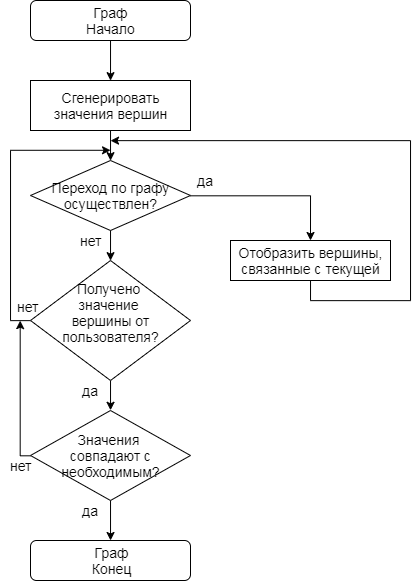 Граф
Начало
Сгенерировать
значения вершин
Переход по графу
осуществлен?
да
нет
Отобразить вершины,
связанные с текущей
Получено
значение
вершины от
пользователя?
нет
да
Значения
совпадают с
необходимым?
нет
да
Граф
Конец